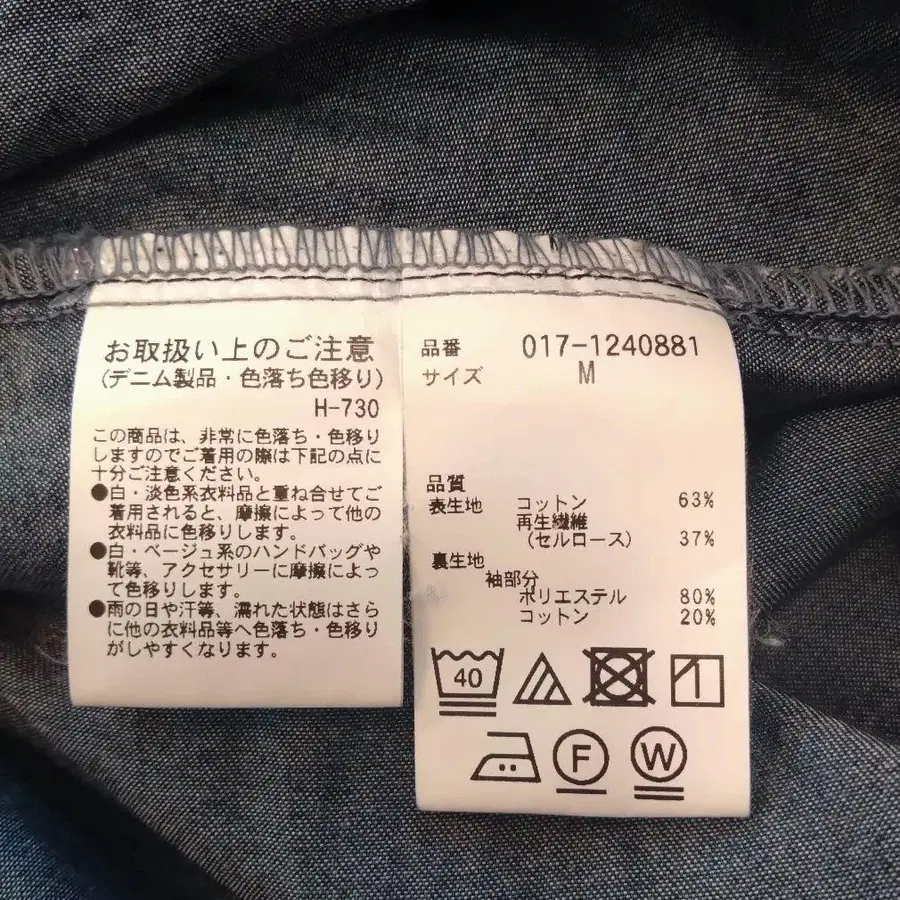 お取扱い上のご注意
(デニム製品・色落ち色移り)
H-730
この商品は、非常に色落ち・色移り
しますのでご着用の際は下記の点に
十分ご注意ください。
●白・淡色系衣料品と重ね合せてご
着用されると、摩擦によって他の
衣料品に色移りします。
●白・ベージュ系のハンドバッグや
靴等、アクセサリーに摩擦によっ
て色移りします。
●雨の日や汗等、濡れた状態はさら
に他の衣料品等へ色落ち・色移り
がしやすくなります。
品番 017-1240881
サイズ M
品質
表生地 コットン 63%
再生繊維
(セルロース) 37%
裏生地
袖部分
ポリエステル 80%
コットン 20%
40
F W